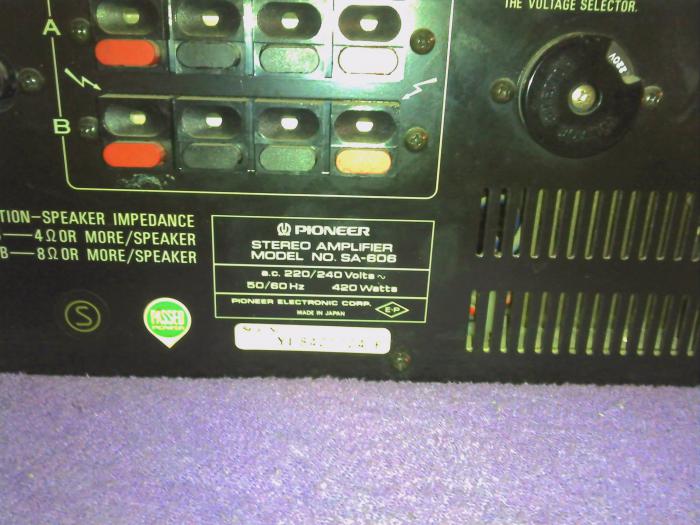 THE VOLTAGE SELECTOR.
A
220V
B
TION-SPEAKER IMPEDANCE
4Ω OR MORE/SPEAKER
B—8Ω OR MORE/SPEAKER
PIONEER
STEREO AMPLIFIER
MODEL NO. SA-606
a.c. 220/240 Volts ~
50/60 Hz 420 Watts
PIONEER ELECTRONIC CORP.
MADE IN JAPAN
E-P
S
PASSED